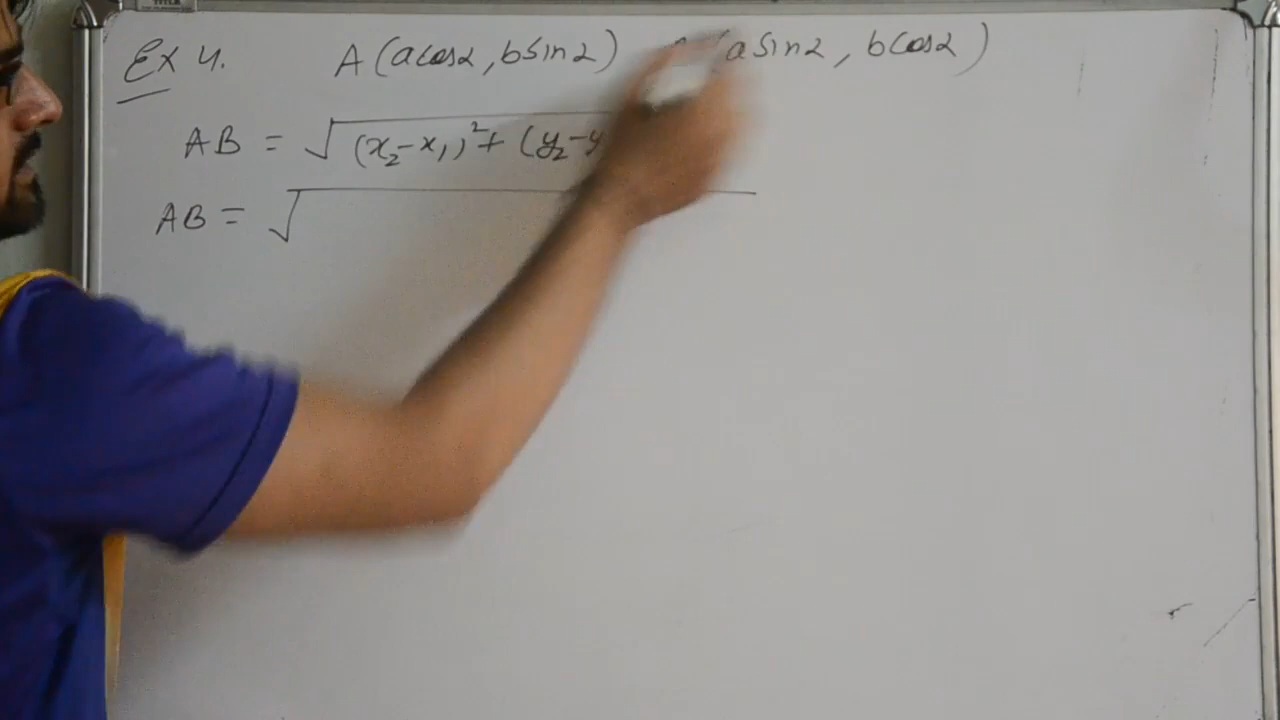 Ex 4. A(acosα, bsinα) (asinα, bcosα)
AB = √(x₂-x₁)²+ (y₂-y
AB = √